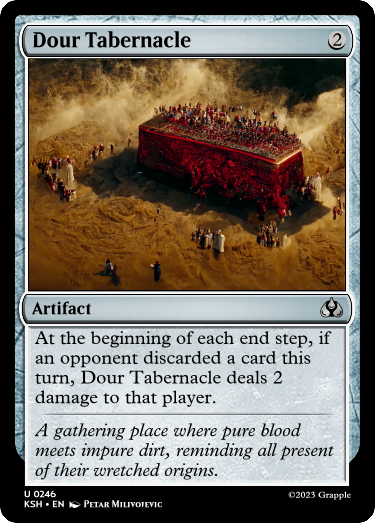 Dour Tabernacle
2
Artifact
At the beginning of each end step, if
an opponent discarded a card this
turn, Dour Tabernacle deals 2
damage to that player.
A gathering place where pure blood
meets impure dirt, reminding all present
of their wretched origins.
U 0246
KSH • EN Petar Milivojevic
©2023 Grapple